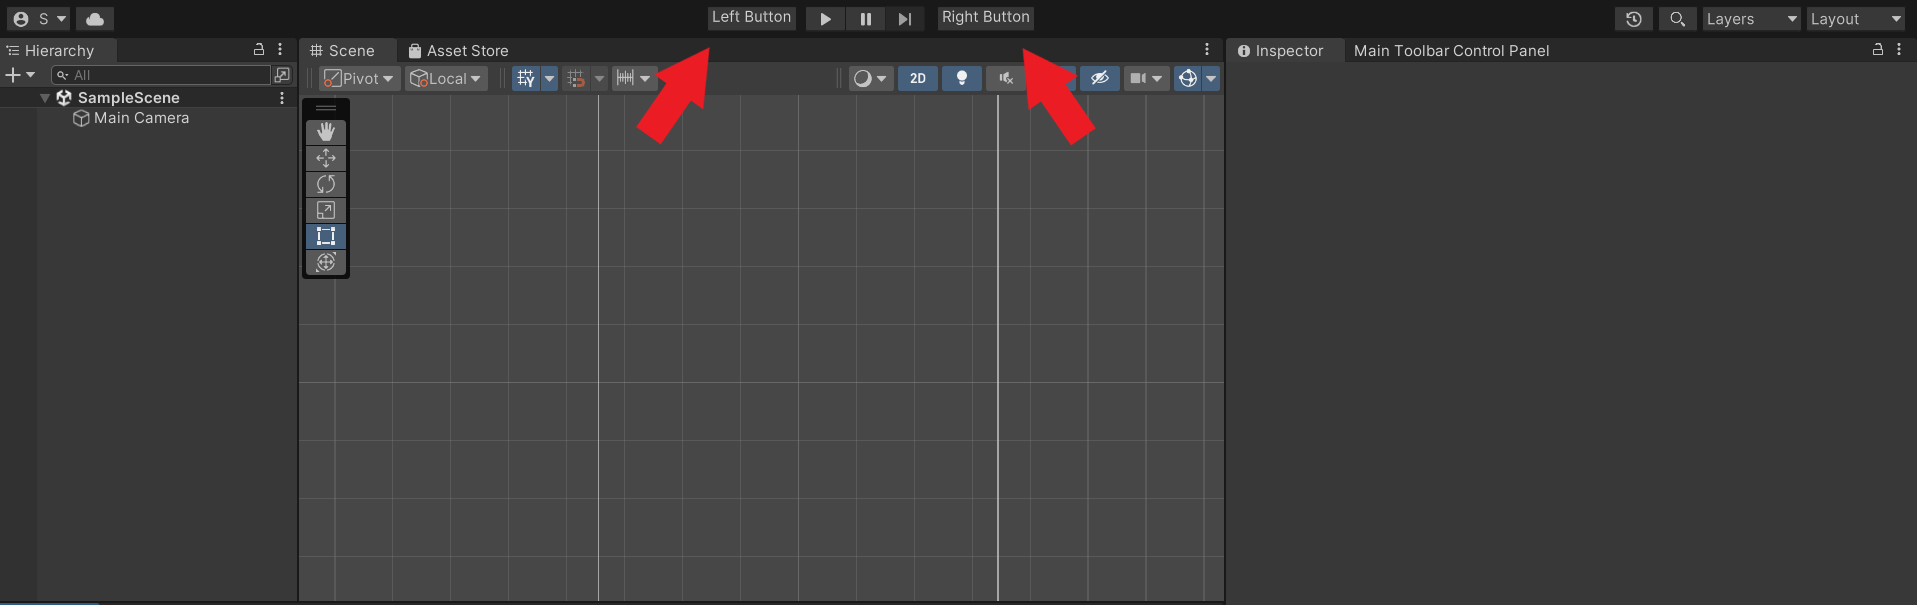 S
Left Button
Right Button
Layers
Layout
Hierarchy
Scene
Asset Store
Inspector
Main Toolbar Control Panel
All
Pivot
Local
2D
SampleScene
Main Camera